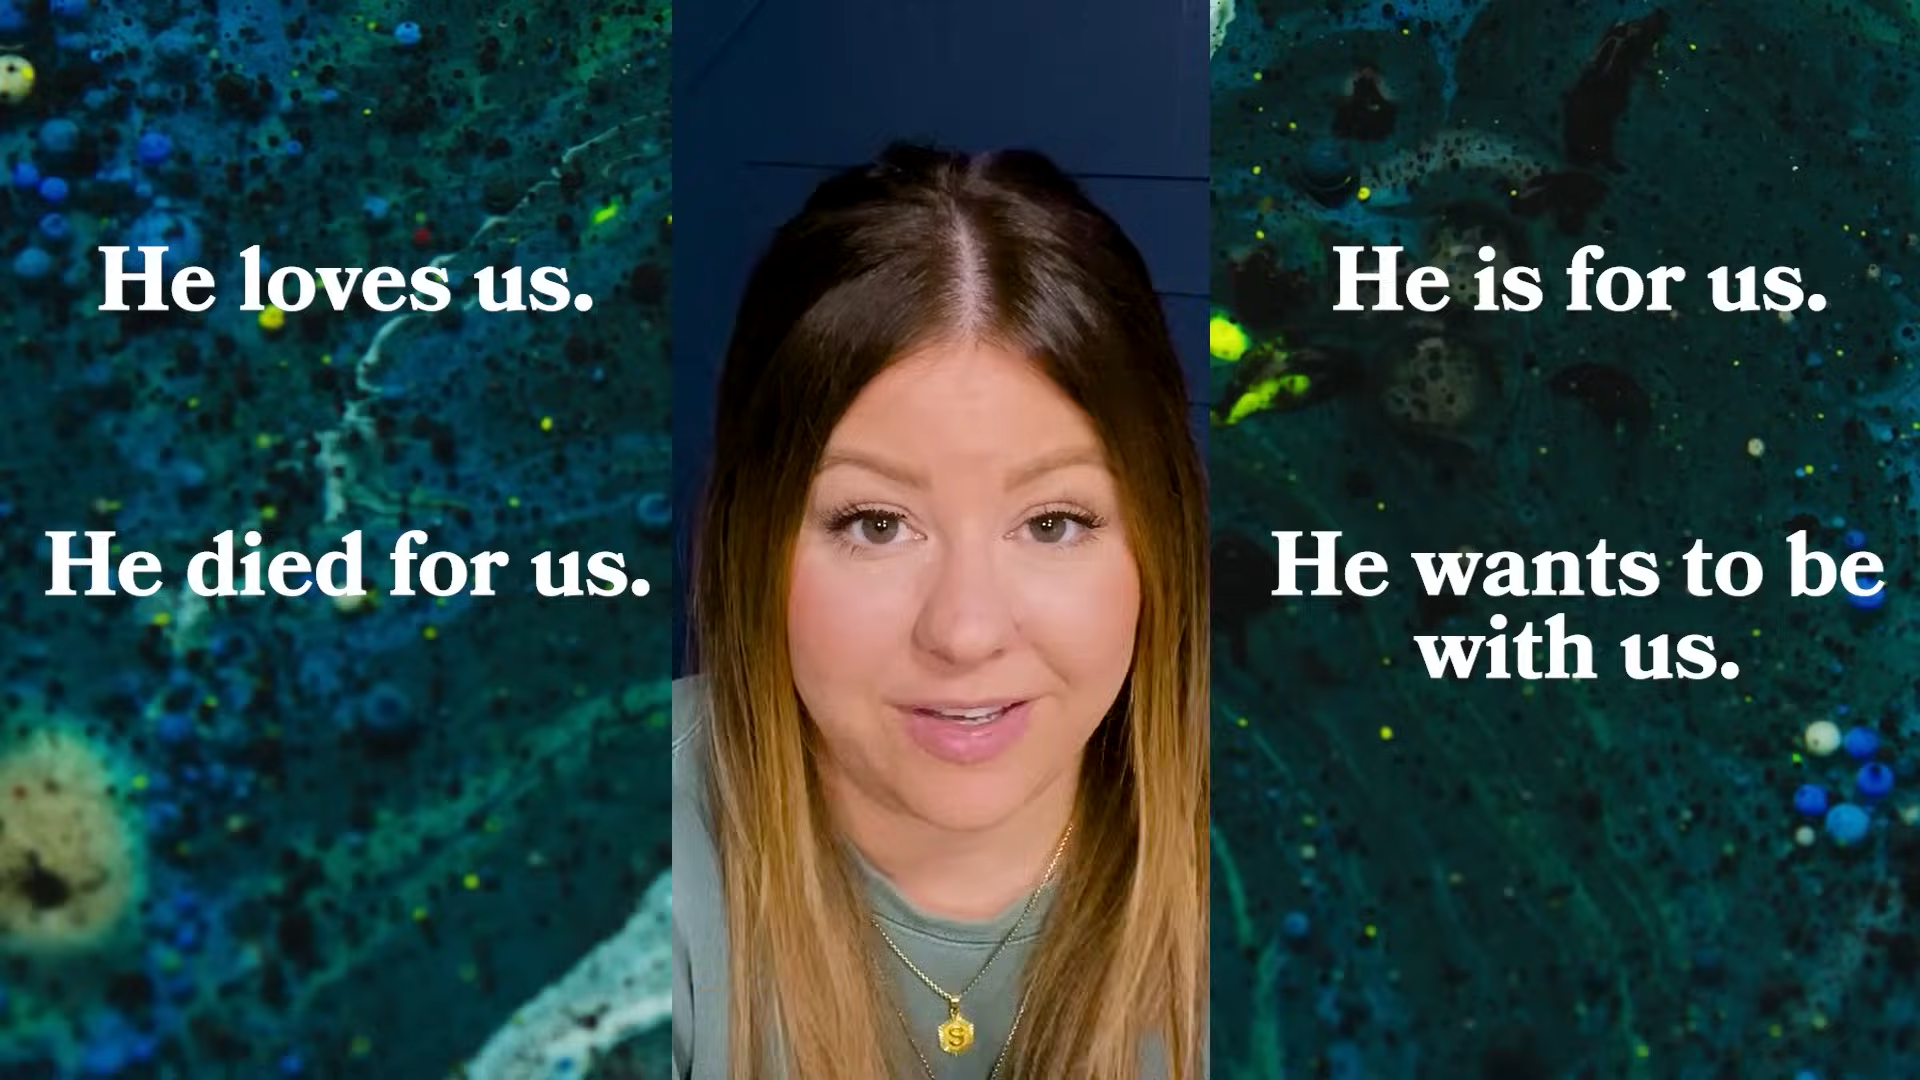 He loves us.
He died for us.
He is for us.
He wants to be
with us.
S